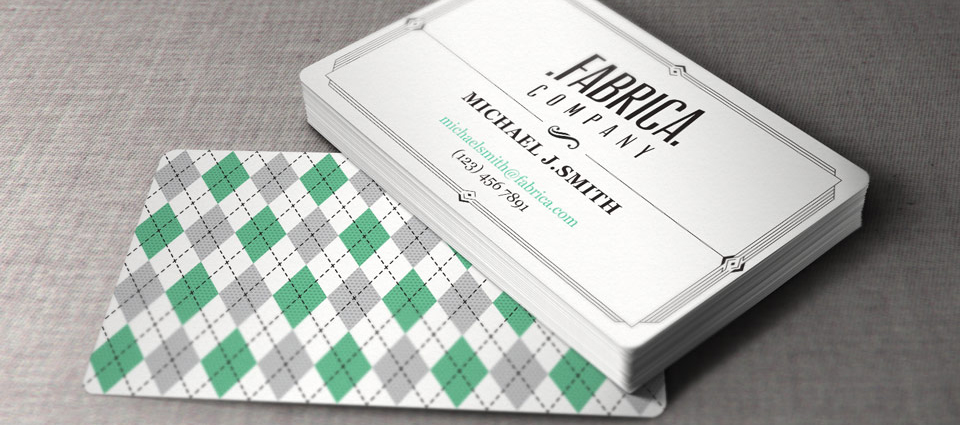 .FABRICA.
COMPANY
MICHAEL J.SMITH
michaelsmith@fabrica.com
(123) 456 7891